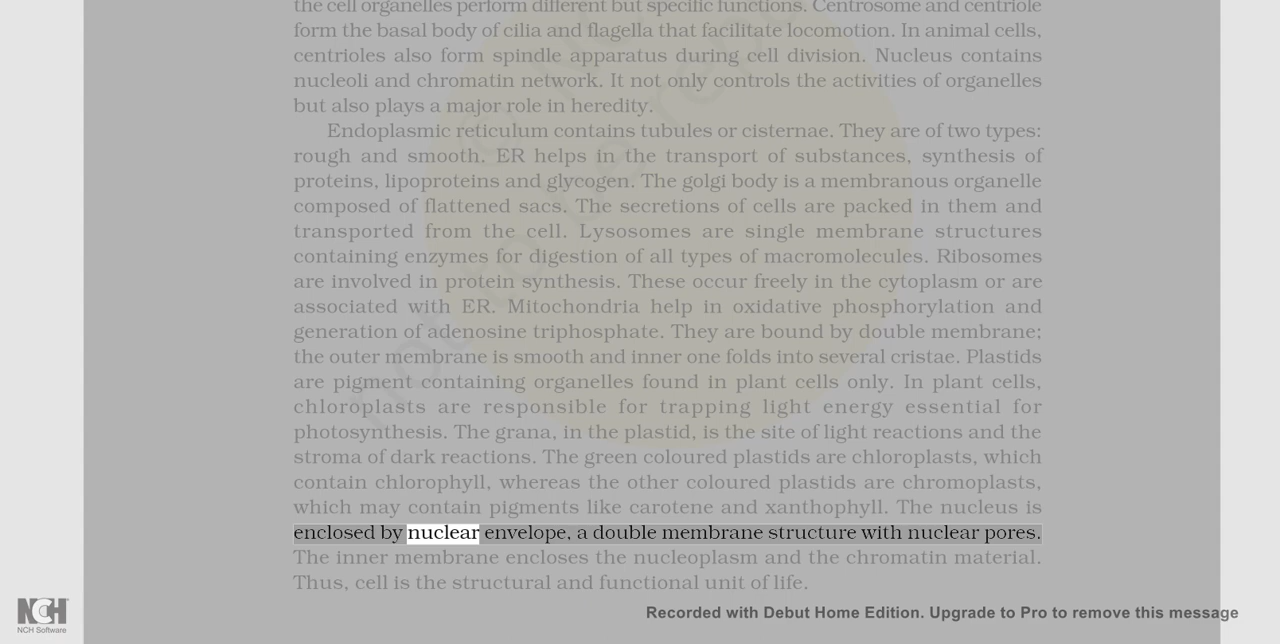 the cell organelles perform different but specific functions. Centrosome and centriole
form the basal body of cilia and flagella that facilitate locomotion. In animal cells,
centrioles also form spindle apparatus during cell division. Nucleus contains
nucleoli and chromatin network. It not only controls the activities of organelles
but also plays a major role in heredity.
Endoplasmic reticulum contains tubules or cisternae. They are of two types:
rough and smooth. ER helps in the transport of substances, synthesis of
proteins, lipoproteins and glycogen. The golgi body is a membranous organelle
composed of flattened sacs. The secretions of cells are packed in them and
transported from the cell. Lysosomes are single membrane structures
containing enzymes for digestion of all types of macromolecules. Ribosomes
are involved in protein synthesis. These occur freely in the cytoplasm or are
associated with ER. Mitochondria help in oxidative phosphorylation and
generation of adenosine triphosphate. They are bound by double membrane;
the outer membrane is smooth and inner one folds into several cristae. Plastids
are pigment containing organelles found in plant cells only. In plant cells,
chloroplasts are responsible for trapping light energy essential for
photosynthesis. The grana, in the plastid, is the site of light reactions and the
stroma of dark reactions. The green coloured plastids are chloroplasts, which
contain chlorophyll, whereas the other coloured plastids are chromoplasts,
which may contain pigments like carotene and xanthophyll. The nucleus is
enclosed by nuclear envelope, a double membrane structure with nuclear pores.
The inner membrane encloses the nucleoplasm and the chromatin material.
Thus, cell is the structural and functional unit of life.
NCH
NCH Software
Recorded with Debut Home Edition. Upgrade to Pro to remove this message